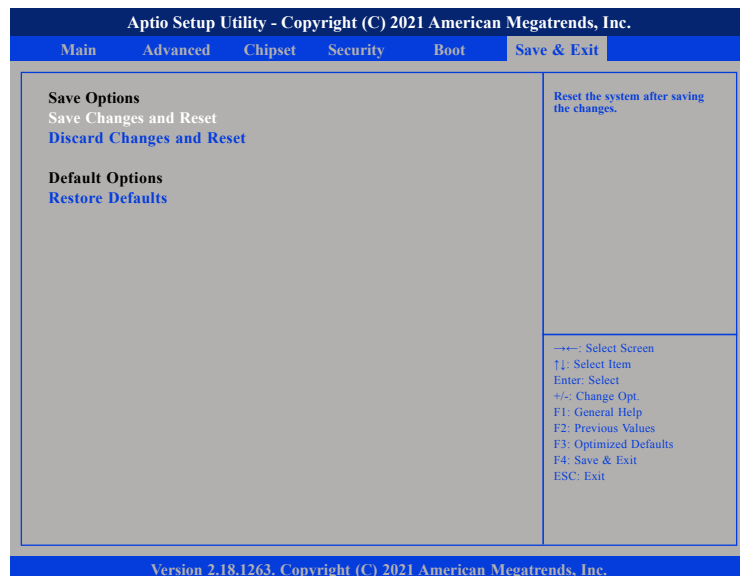 Aptio Setup Utility - Copyright (C) 2021 American Megatrends, Inc.
Main Advanced Chipset Security Boot Save & Exit
Save Options
Save Changes and Reset
Discard Changes and Reset
Default Options
Restore Defaults
Reset the system after saving
the changes.
→←: Select Screen
↑↓: Select Item
Enter: Select
+/-: Change Opt.
F1: General Help
F2: Previous Values
F3: Optimized Defaults
F4: Save & Exit
ESC: Exit
Version 2.18.1263. Copyright (C) 2021 American Megatrends, Inc.